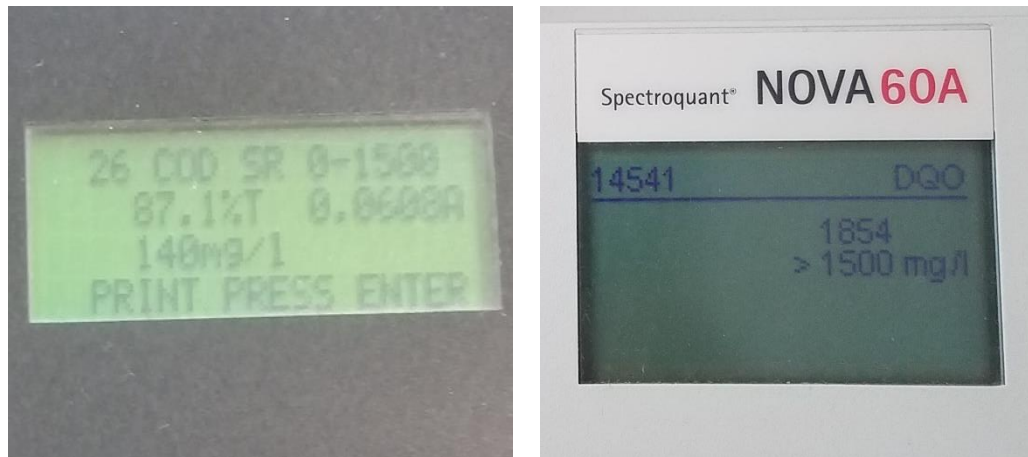 26 COD SR 0-1500
87.1%T 0.0608A
140mg/l
PRINT PRESS ENTER
Spectroquant® NOVA 60A
14541 DQO
1854
> 1500 mg/l